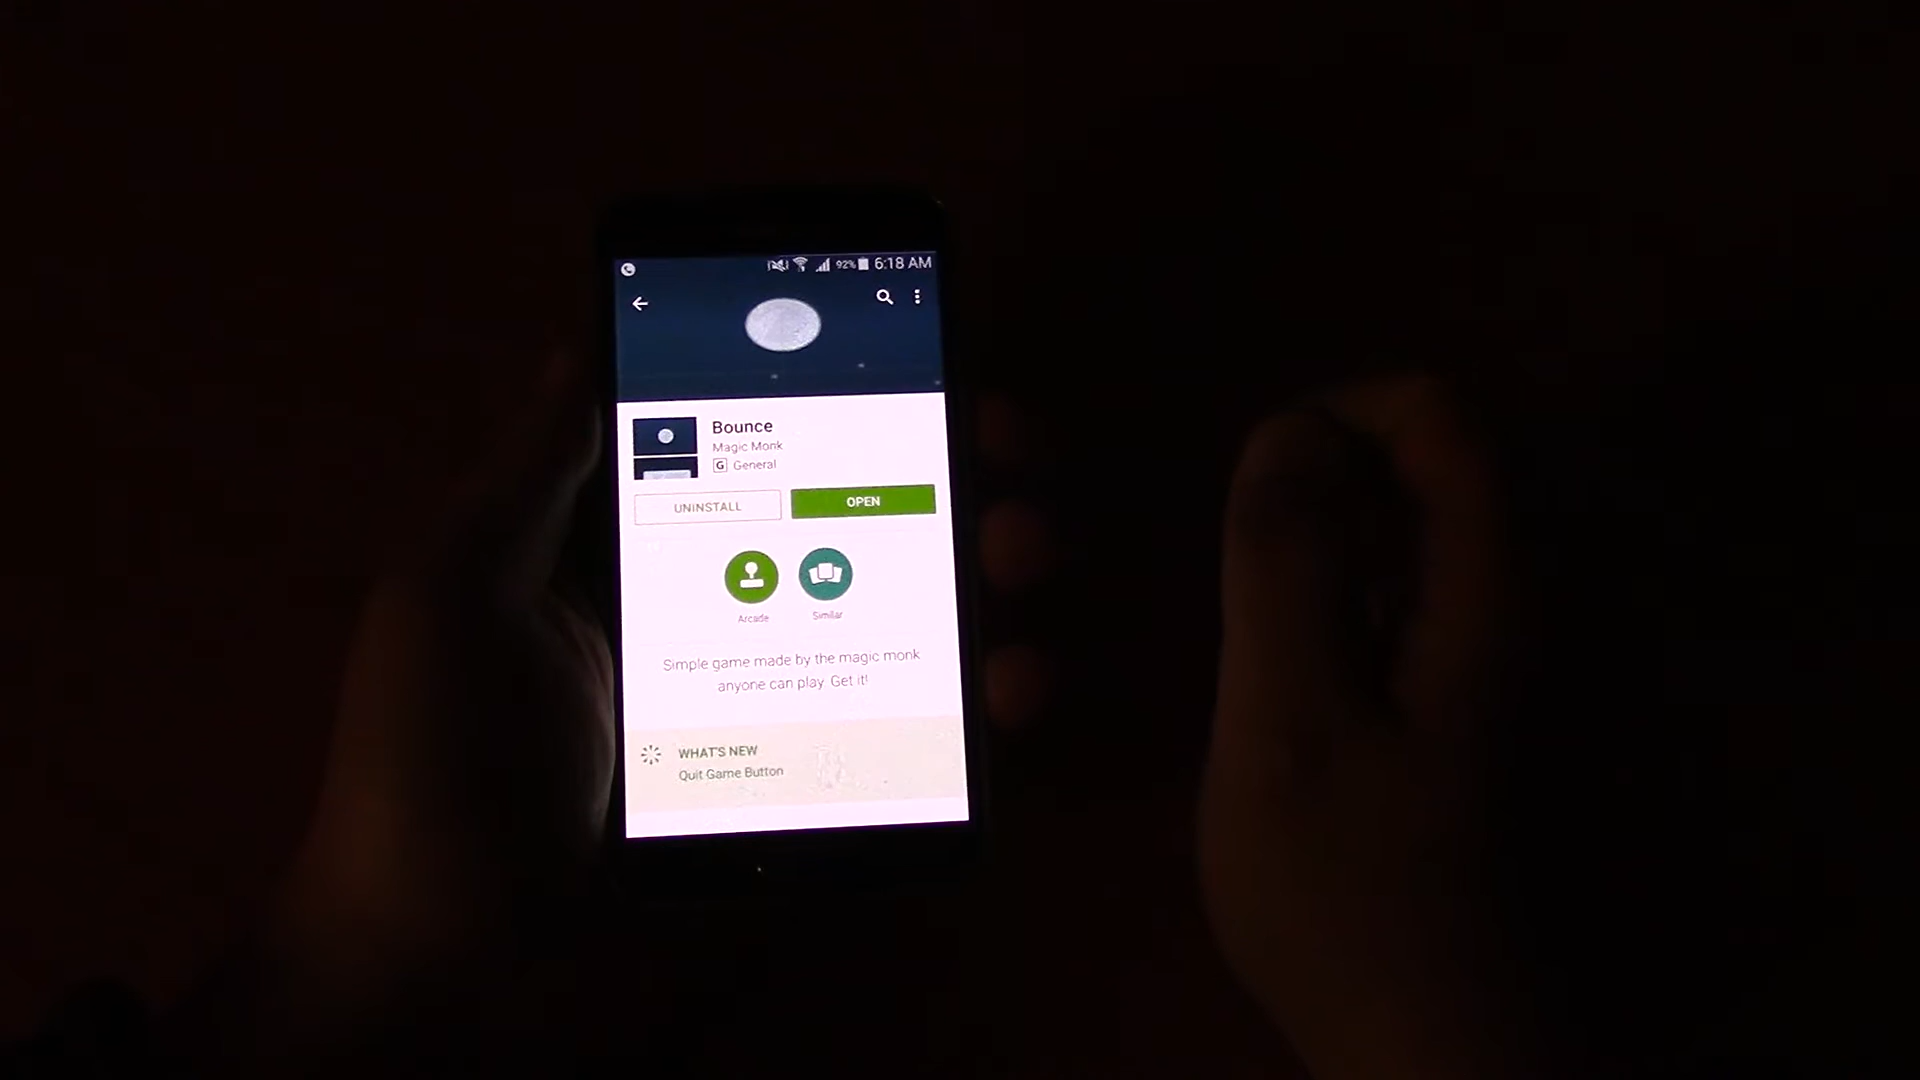 92% 6:18 AM
Bounce
Magic Monk
G General
UNINSTALL
OPEN
Arcade
Similar
Simple game made by the magic monk
anyone can play. Get it!
WHAT'S NEW
Quit Game Button